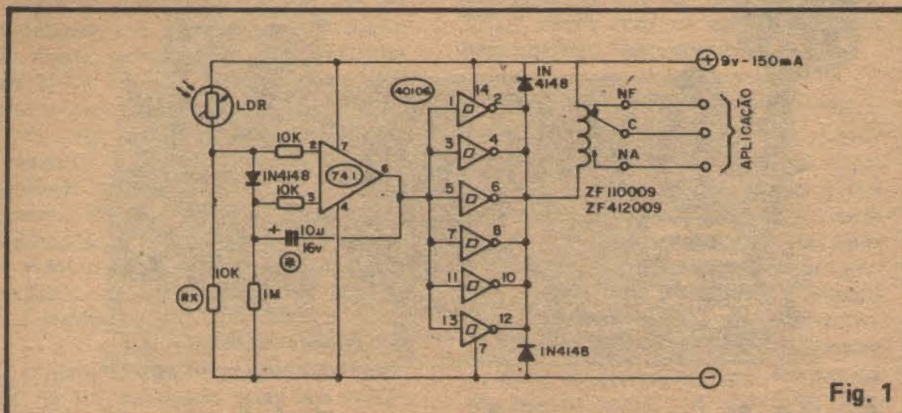 LDR
10K
2
7
1N4148
10K
3
741
6
4
+
10µ
16v
*
10K
RX
1M
40106
14
1
2
3
4
5
6
7
8
11
10
13
12
7
1N
4148
1N4148
NF
C
NA
ZF110009
ZF412009
+ 9v-150mA
APLICAÇÃO
−
Fig. 1